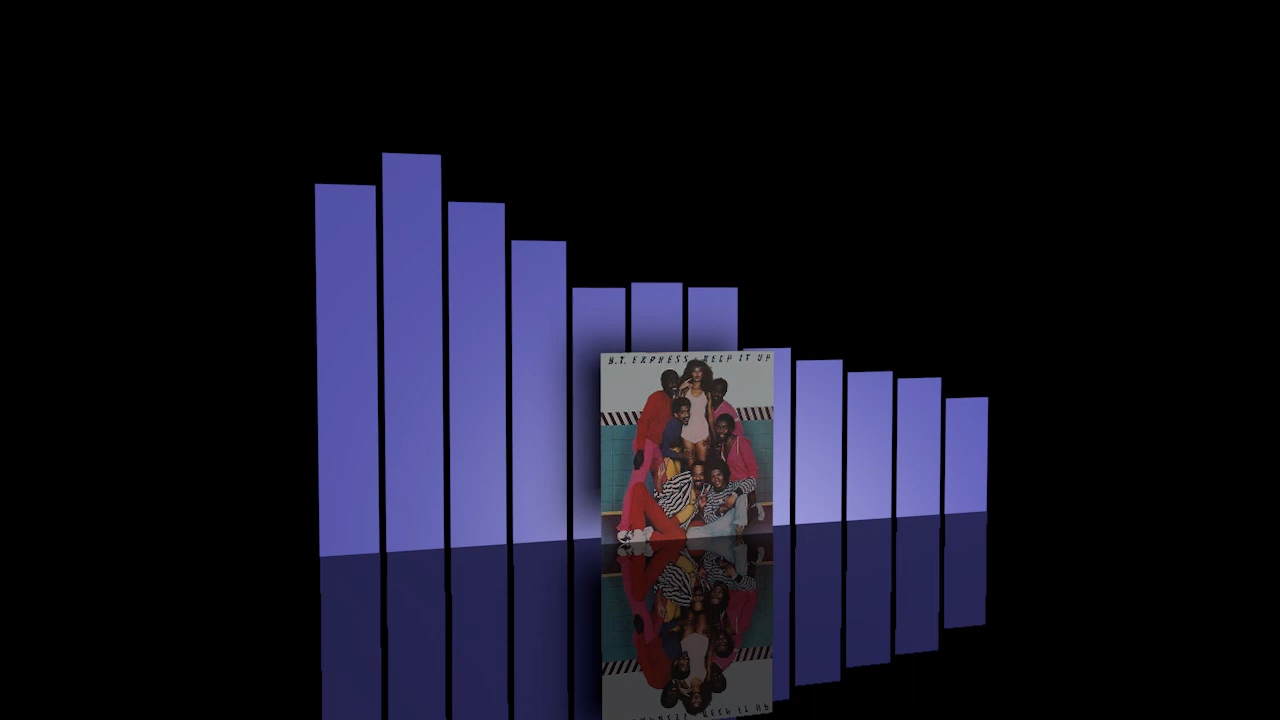 B.T. EXPRESS • KEEP IT UP